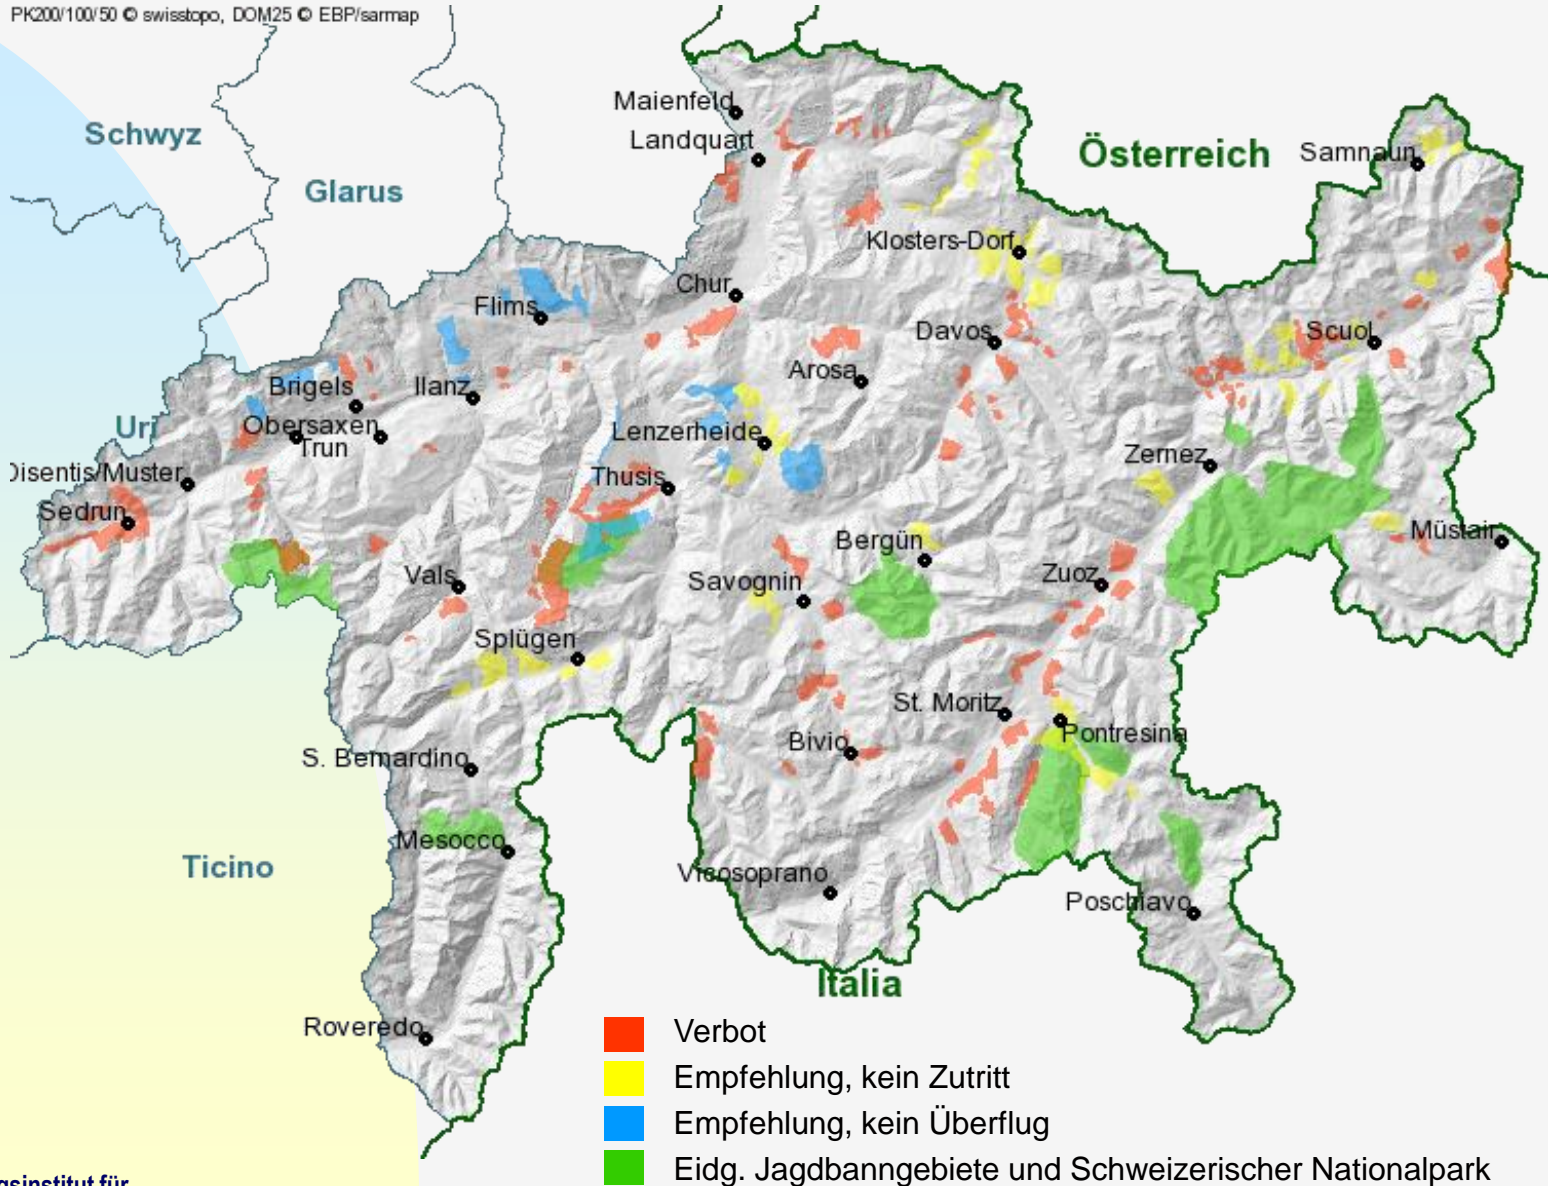 PK200/100/50 © swisstopo, DOM25 © EBP/sarmap
Maienfeld
Schwyz
Landquart
Österreich
Samnaun
Glarus
Klosters-Dorf
Chur
Flims
Davos
Scuol
Arosa
Brigels
Ilanz
Uri
Obersaxen
Lenzerheide
Trun
Zernez
Disentis/Muster
Thusis
Sedrun
Müstair
Bergün
Vals
Savognin
Zuoz
Splügen
St. Moritz
Pontresina
Bivio
S. Bernardino
Mesocco
Ticino
Vicosoprano
Poschiavo
Italia
Roveredo
Verbot
Empfehlung, kein Zutritt
Empfehlung, kein Überflug
Eidg. Jagdbanngebiete und Schweizerischer Nationalpark